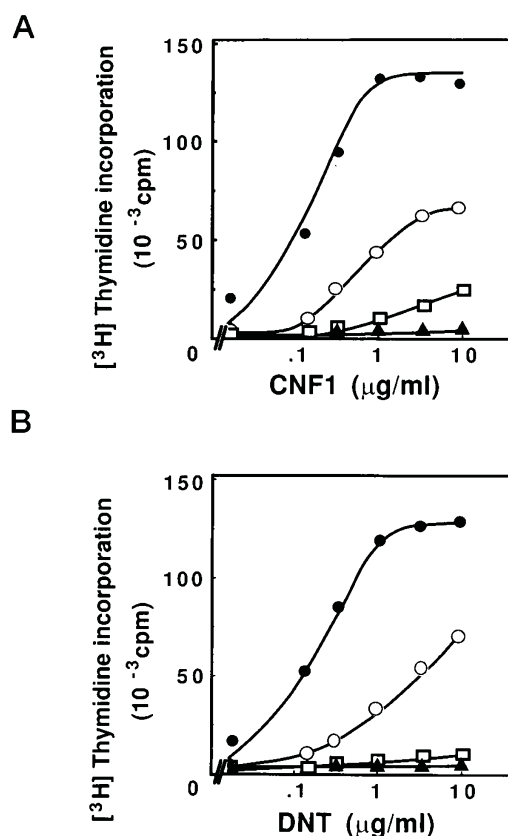 A
[³H] Thymidine incorporation
(10 ⁻³cpm)
150
100
50
0
.1
1
10
CNF1 (μg/ml)
B
[³H] Thymidine incorporation
(10 ⁻³cpm)
150
100
50
0
.1
1
10
DNT (μg/ml)